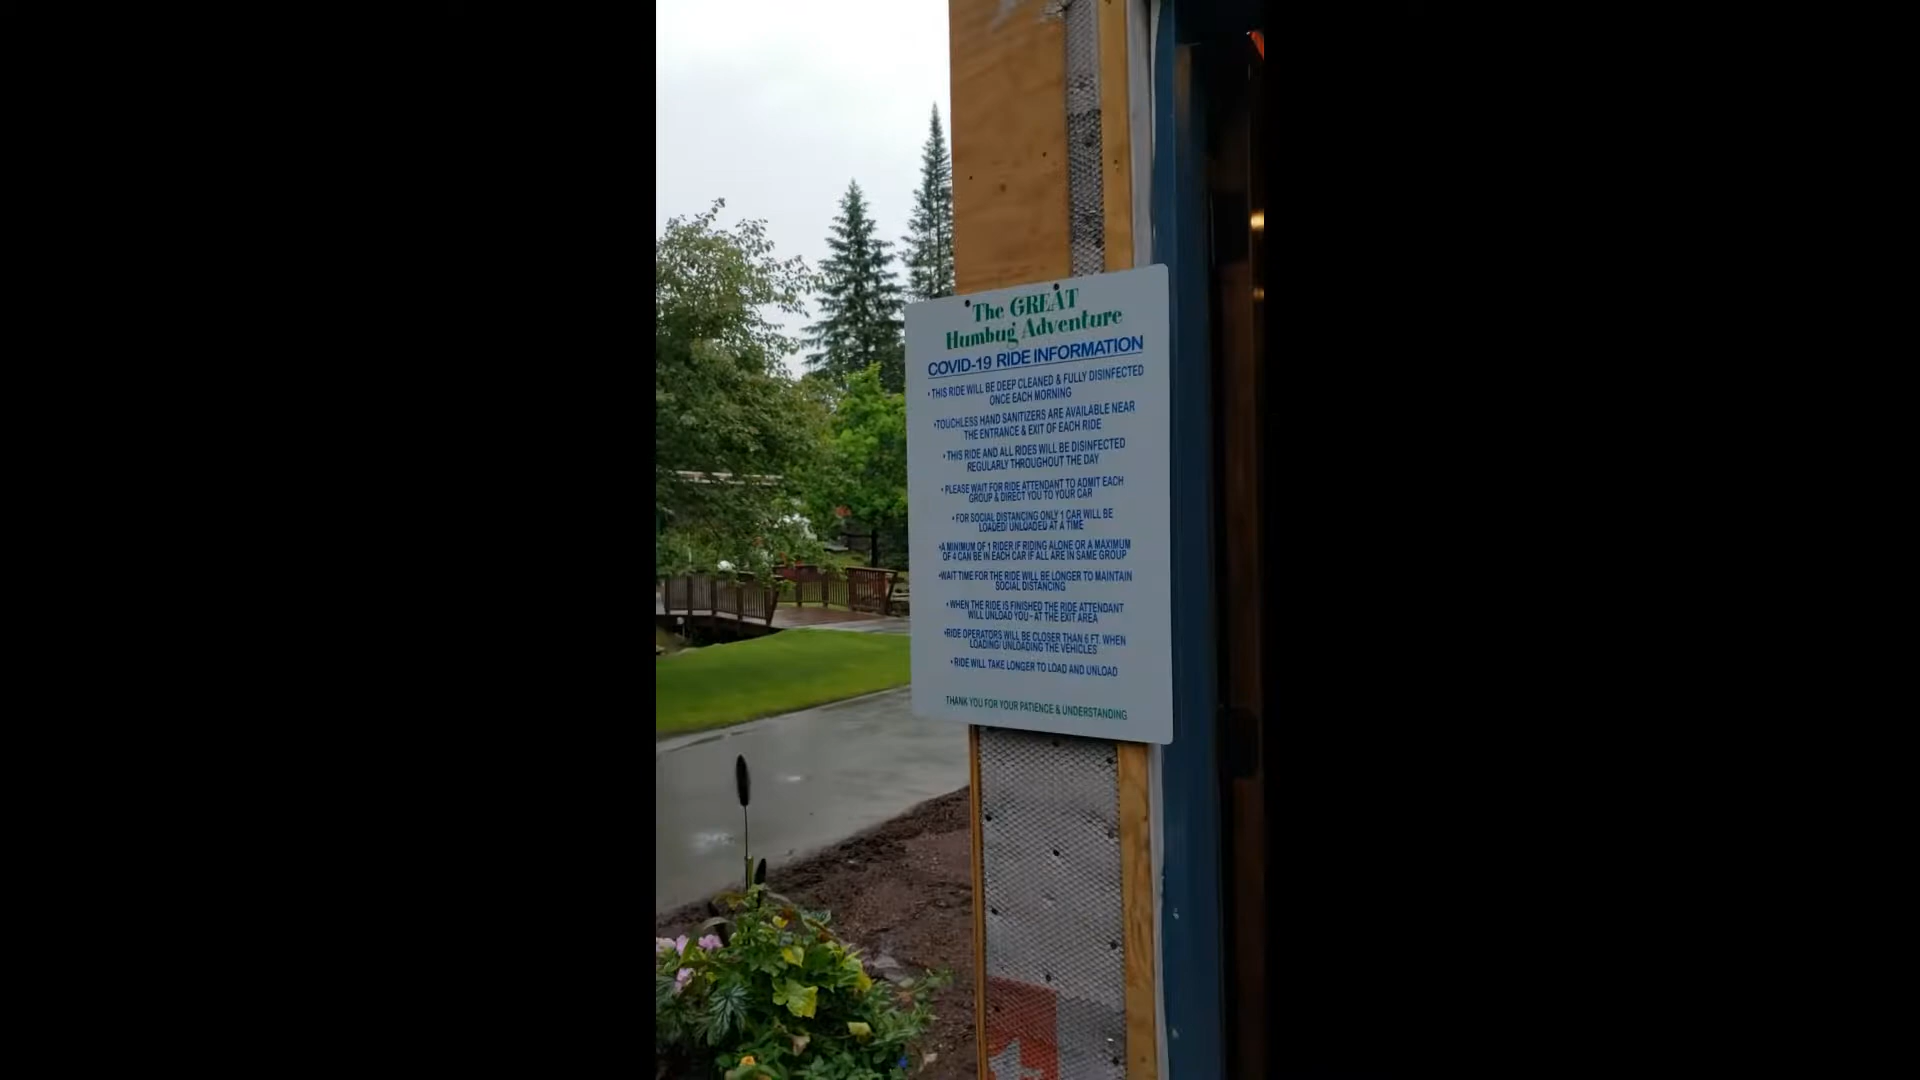 The GREAT
Humbug Adventure
COVID-19 RIDE INFORMATION
• THIS RIDE WILL BE DEEP CLEANED & FULLY DISINFECTED
ONCE EACH MORNING
•TOUCHLESS HAND SANITIZERS ARE AVAILABLE NEAR
THE ENTRANCE & EXIT OF EACH RIDE
• THIS RIDE AND ALL RIDES WILL BE DISINFECTED
REGULARLY THROUGHOUT THE DAY
• PLEASE WAIT FOR RIDE ATTENDANT TO ADMIT EACH
GROUP & DIRECT YOU TO YOUR CAR
• FOR SOCIAL DISTANCING ONLY 1 CAR WILL BE
LOADED/ UNLOADED AT A TIME
•A MINIMUM OF 1 RIDER IF RIDING ALONE OR A MAXIMUM
OF 4 CAN BE IN EACH CAR IF ALL ARE IN SAME GROUP
•WAIT TIME FOR THE RIDE WILL BE LONGER TO MAINTAIN
SOCIAL DISTANCING
• WHEN THE RIDE IS FINISHED THE RIDE ATTENDANT
WILL UNLOAD YOU- AT THE EXIT AREA
•RIDE OPERATORS WILL BE CLOSER THAN 6 FT. WHEN
LOADING/ UNLOADING THE VEHICLES
• RIDE WILL TAKE LONGER TO LOAD AND UNLOAD
THANK YOU FOR YOUR PATIENCE & UNDERSTANDING